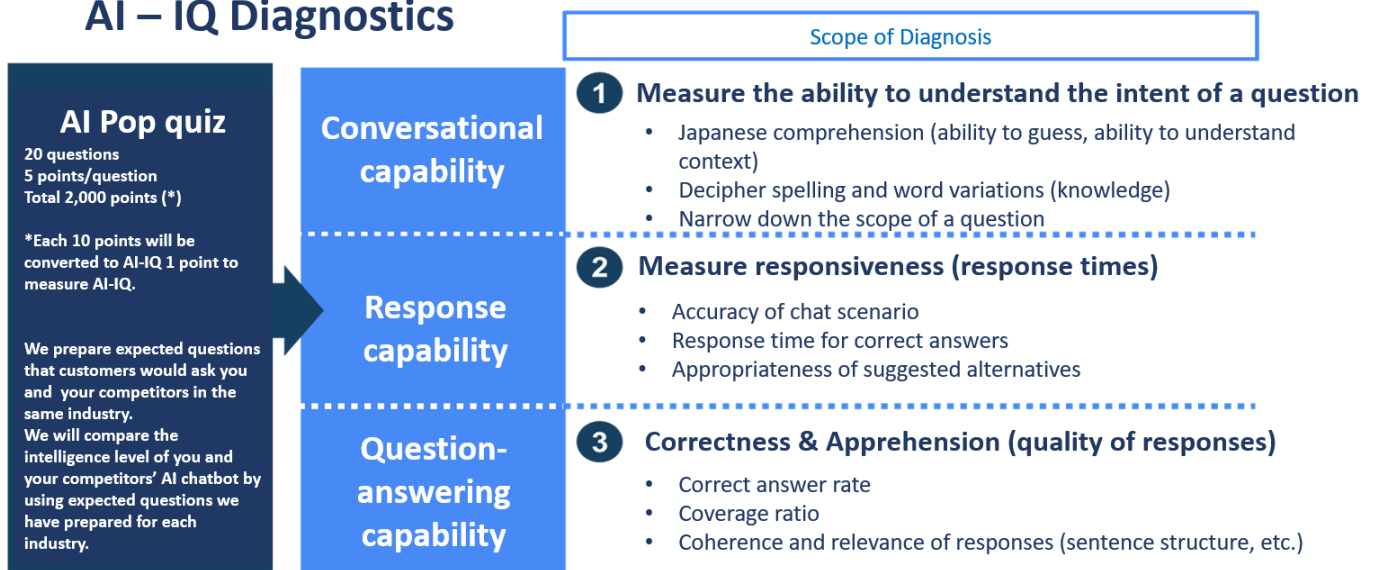 AI – IQ Diagnostics
Scope of Diagnosis
AI Pop quiz
20 questions
5 points/question
Total 2,000 points (*)
*Each 10 points will be
converted to AI-IQ 1 point to
measure AI-IQ.
We prepare expected questions
that customers would ask you
and your competitors in the
same industry.
We will compare the
intelligence level of you and
your competitors' AI chatbot by
using expected questions we
have prepared for each
industry.
Conversational
capability
1 Measure the ability to understand the intent of a question
• Japanese comprehension (ability to guess, ability to understand
context)
• Decipher spelling and word variations (knowledge)
• Narrow down the scope of a question
Response
capability
2 Measure responsiveness (response times)
• Accuracy of chat scenario
• Response time for correct answers
• Appropriateness of suggested alternatives
Question-
answering
capability
3 Correctness & Apprehension (quality of responses)
• Correct answer rate
• Coverage ratio
• Coherence and relevance of responses (sentence structure, etc.)